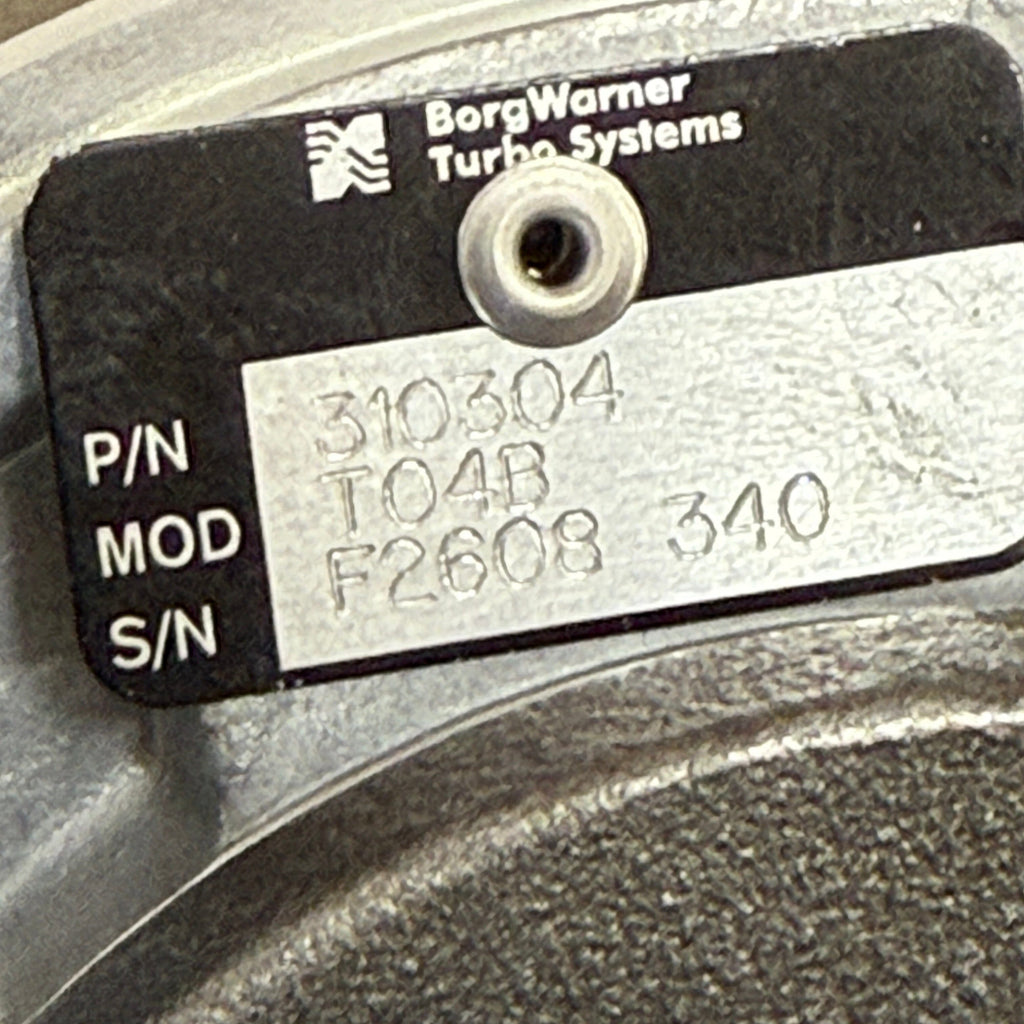 BorgWarner
Turbo Systems
P/N 310304
MOD T04B
S/N F2608 340